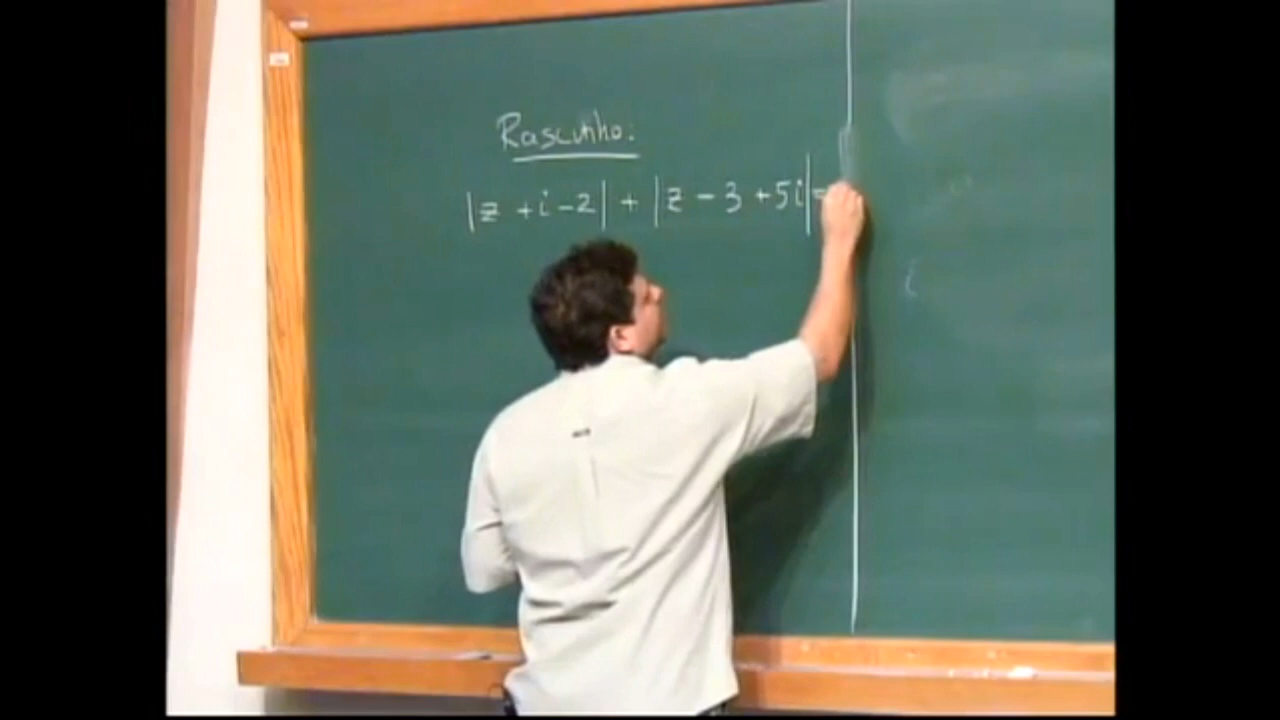 Rascunho:
|z + i - 2| + |z - 3 + 5i| =